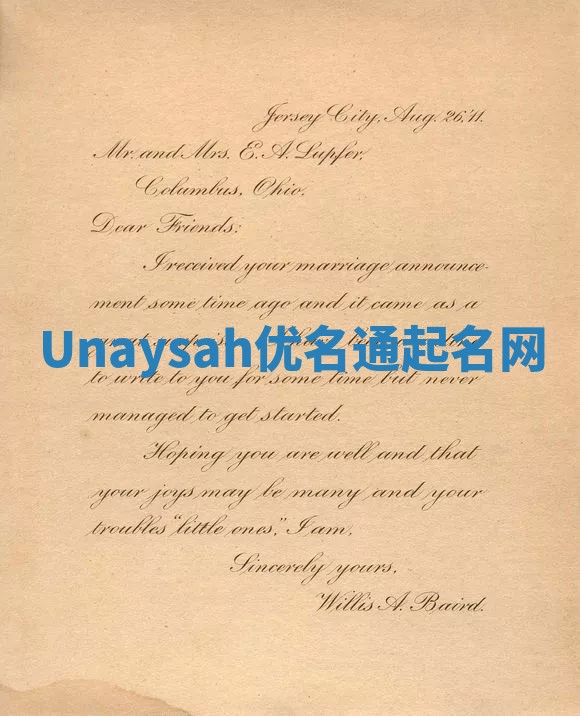 Jersey City, Aug. 26, '11.
Mr. and Mrs. E. A. Lupfer,
Columbus, Ohio.
Dear Friends:
I received your marriage announce-
ment some time ago and it came as a
Unaysah优名通起名网
to write to you for some time but never
managed to get started.
Hoping you are well and that
your joys may be many and your
troubles "little ones," I am,
Sincerely yours,
Willis A. Baird.